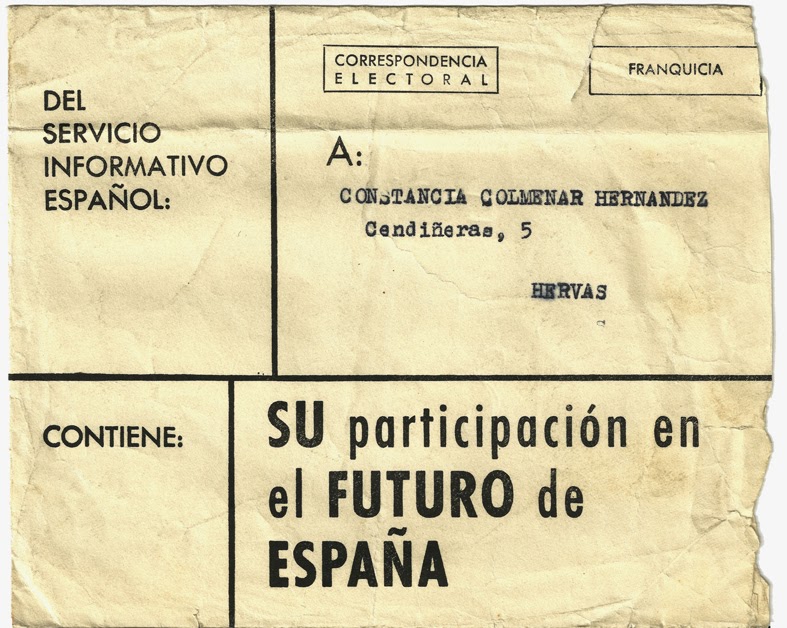 DEL
SERVICIO
INFORMATIVO
ESPAÑOL:
CORRESPONDENCIA
ELECTORAL
FRANQUICIA
A:
CONSTANCIA COLMENAR HERNANDEZ
Cendiñeras, 5
HERVAS
CONTIENE:
SU participación en
el FUTURO de
ESPAÑA